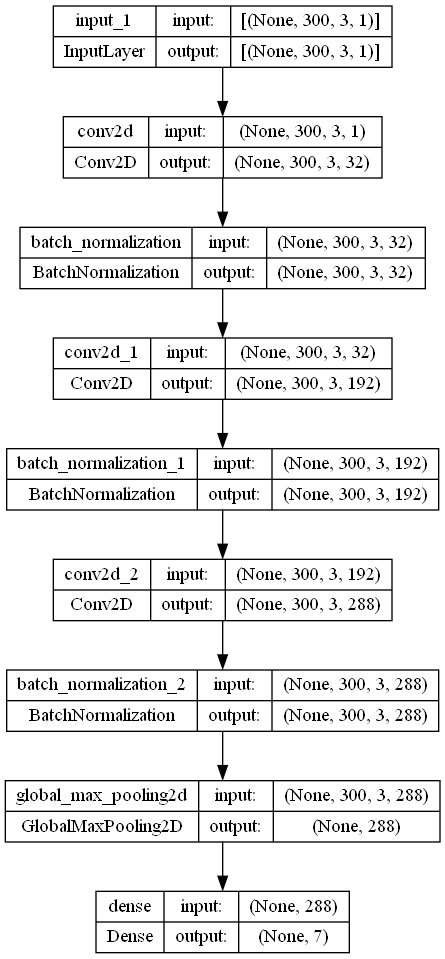 input_1 input: [(None, 300, 3, 1)]
InputLayer output: [(None, 300, 3, 1)]
conv2d input: (None, 300, 3, 1)
Conv2D output: (None, 300, 3, 32)
batch_normalization input: (None, 300, 3, 32)
BatchNormalization output: (None, 300, 3, 32)
conv2d_1 input: (None, 300, 3, 32)
Conv2D output: (None, 300, 3, 192)
batch_normalization_1 input: (None, 300, 3, 192)
BatchNormalization output: (None, 300, 3, 192)
conv2d_2 input: (None, 300, 3, 192)
Conv2D output: (None, 300, 3, 288)
batch_normalization_2 input: (None, 300, 3, 288)
BatchNormalization output: (None, 300, 3, 288)
global_max_pooling2d input: (None, 300, 3, 288)
GlobalMaxPooling2D output: (None, 288)
dense input: (None, 288)
Dense output: (None, 7)